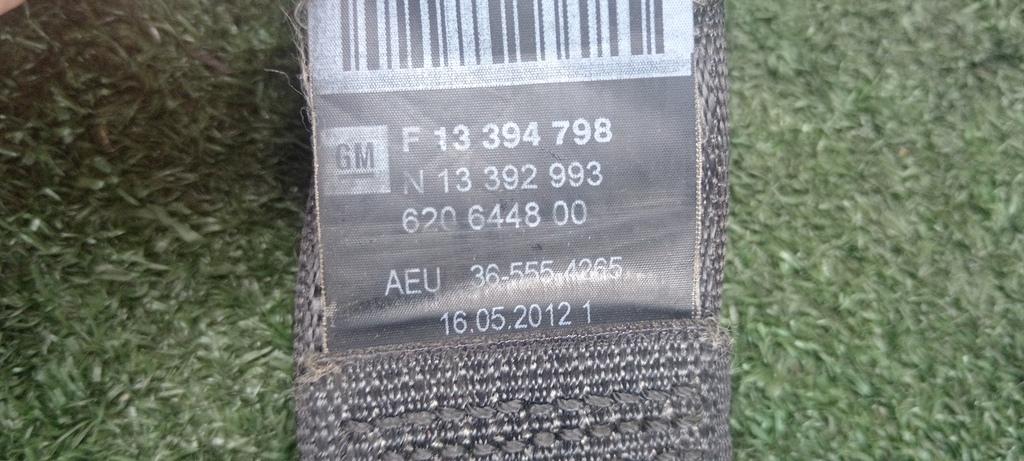 GM
F 13 394 798
N 13 392 993
620 6448 00
AEU 36-555 4265
16.05.2012 1